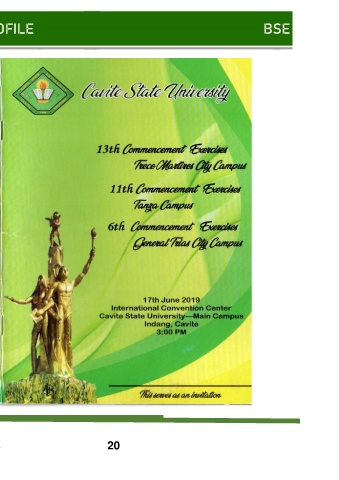 OFILE BSE
Cavite State University
13th Commencement Exercises
Trece Martires City Campus
11th Commencement Exercises
Tanza Campus
6th Commencement Exercises
General Trias City Campus
17th June 2019
International Convention Center
Cavite State University—Main Campus
Indang, Cavite
3:00 PM
This serves as an invitation
20